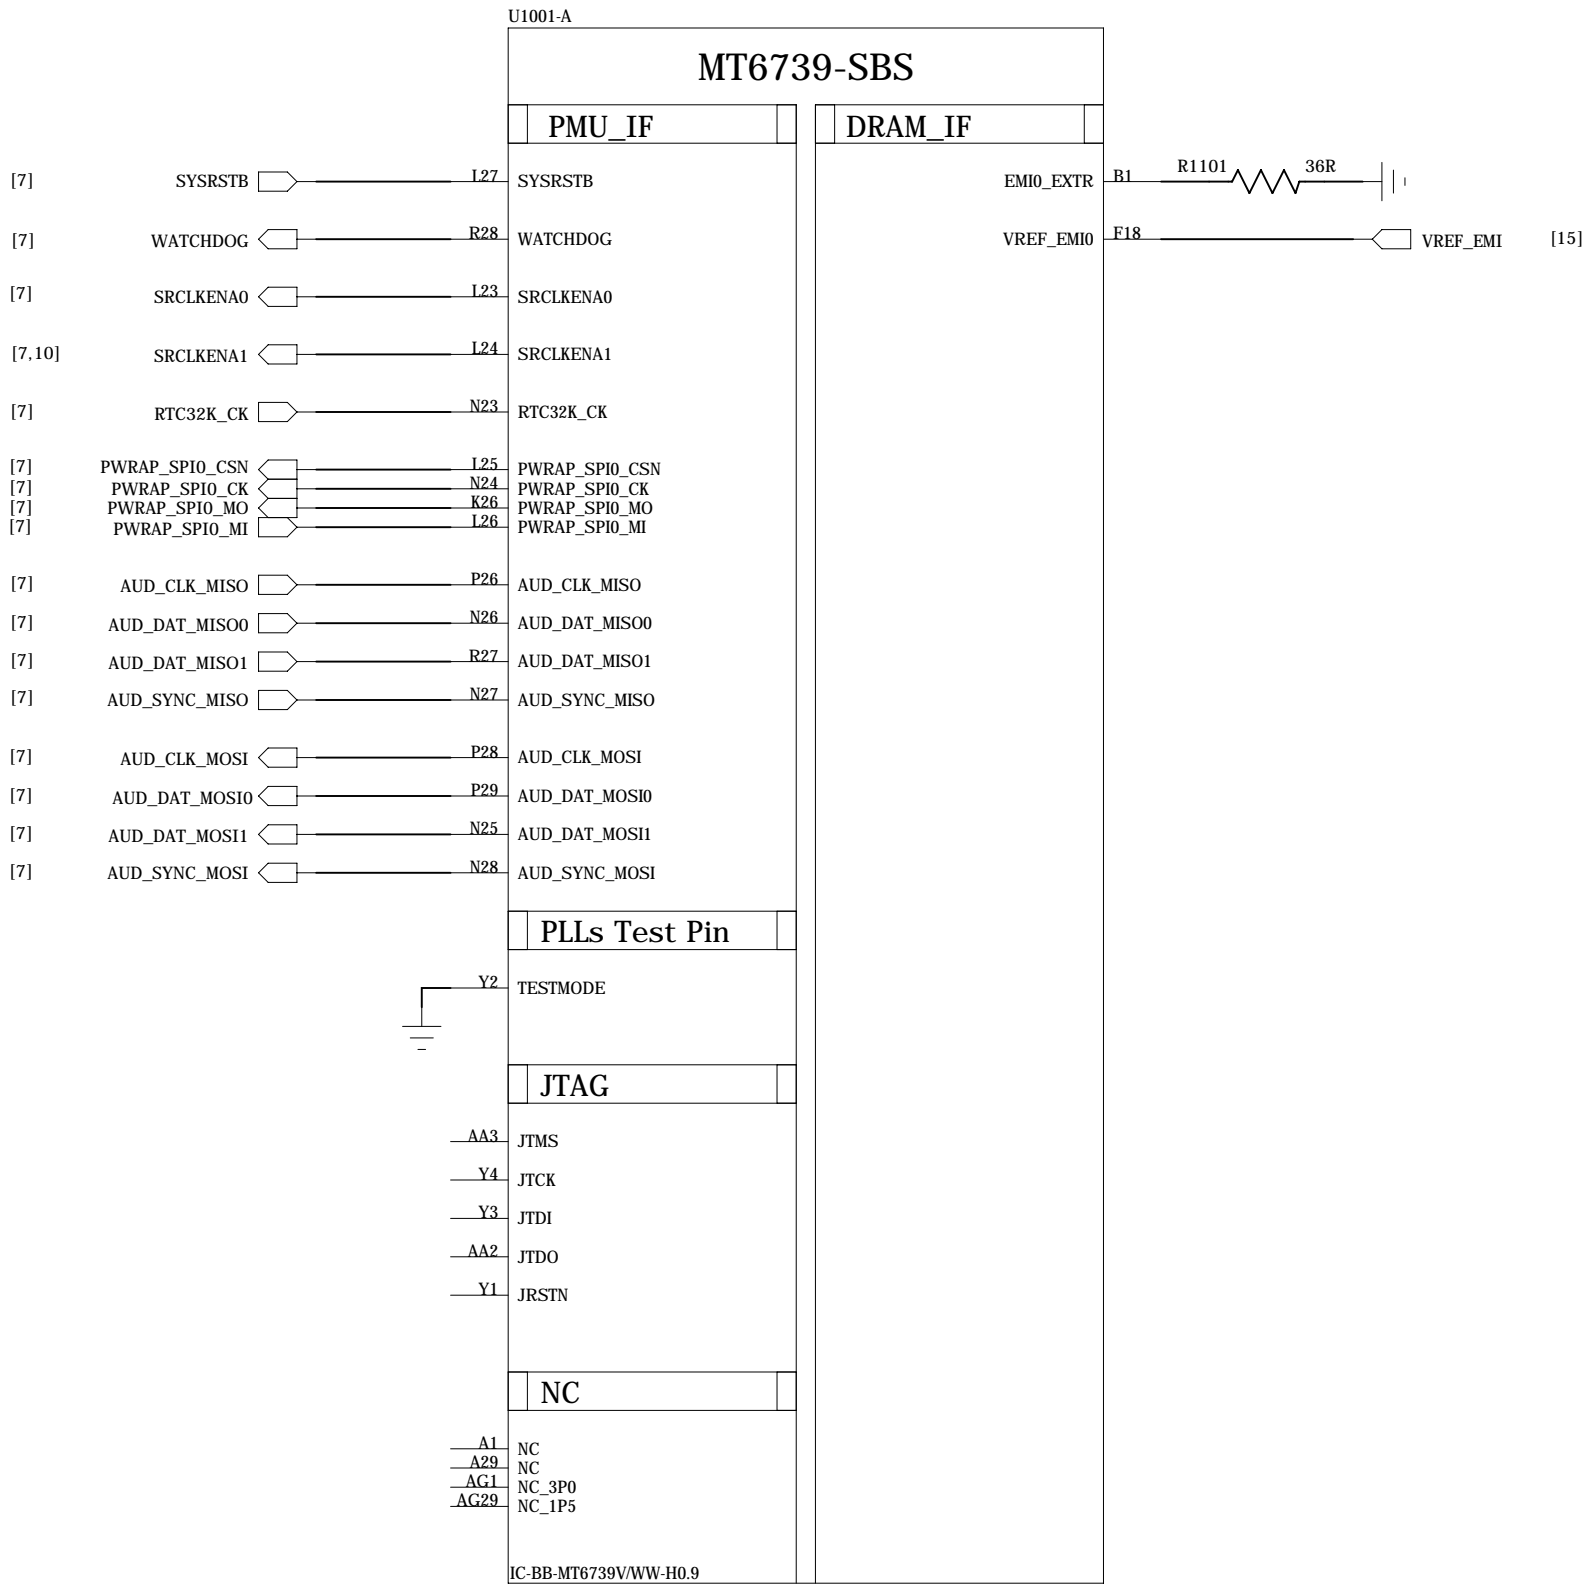 U1001-A
MT6739-SBS
PMU_IF DRAM_IF
[7] SYSRSTB L27 SYSRSTB EMI0_EXTR B1 R1101 36R
[7] WATCHDOG R28 WATCHDOG VREF_EMI0 F18 VREF_EMI [15]
[7] SRCLKENA0 L23 SRCLKENA0
[7,10] SRCLKENA1 L24 SRCLKENA1
[7] RTC32K_CK N23 RTC32K_CK
[7] PWRAP_SPI0_CSN L25 PWRAP_SPI0_CSN
[7] PWRAP_SPI0_CK N24 PWRAP_SPI0_CK
[7] PWRAP_SPI0_MO K26 PWRAP_SPI0_MO
[7] PWRAP_SPI0_MI L26 PWRAP_SPI0_MI
[7] AUD_CLK_MISO P26 AUD_CLK_MISO
[7] AUD_DAT_MISO0 N26 AUD_DAT_MISO0
[7] AUD_DAT_MISO1 R27 AUD_DAT_MISO1
[7] AUD_SYNC_MISO N27 AUD_SYNC_MISO
[7] AUD_CLK_MOSI P28 AUD_CLK_MOSI
[7] AUD_DAT_MOSI0 P29 AUD_DAT_MOSI0
[7] AUD_DAT_MOSI1 N25 AUD_DAT_MOSI1
[7] AUD_SYNC_MOSI N28 AUD_SYNC_MOSI
PLLs Test Pin
Y2 TESTMODE
JTAG
AA3 JTMS
Y4 JTCK
Y3 JTDI
AA2 JTDO
Y1 JRSTN
NC
A1 NC
A29 NC
AG1 NC_3P0
AG29 NC_1P5
IC-BB-MT6739V/WW-H0.9